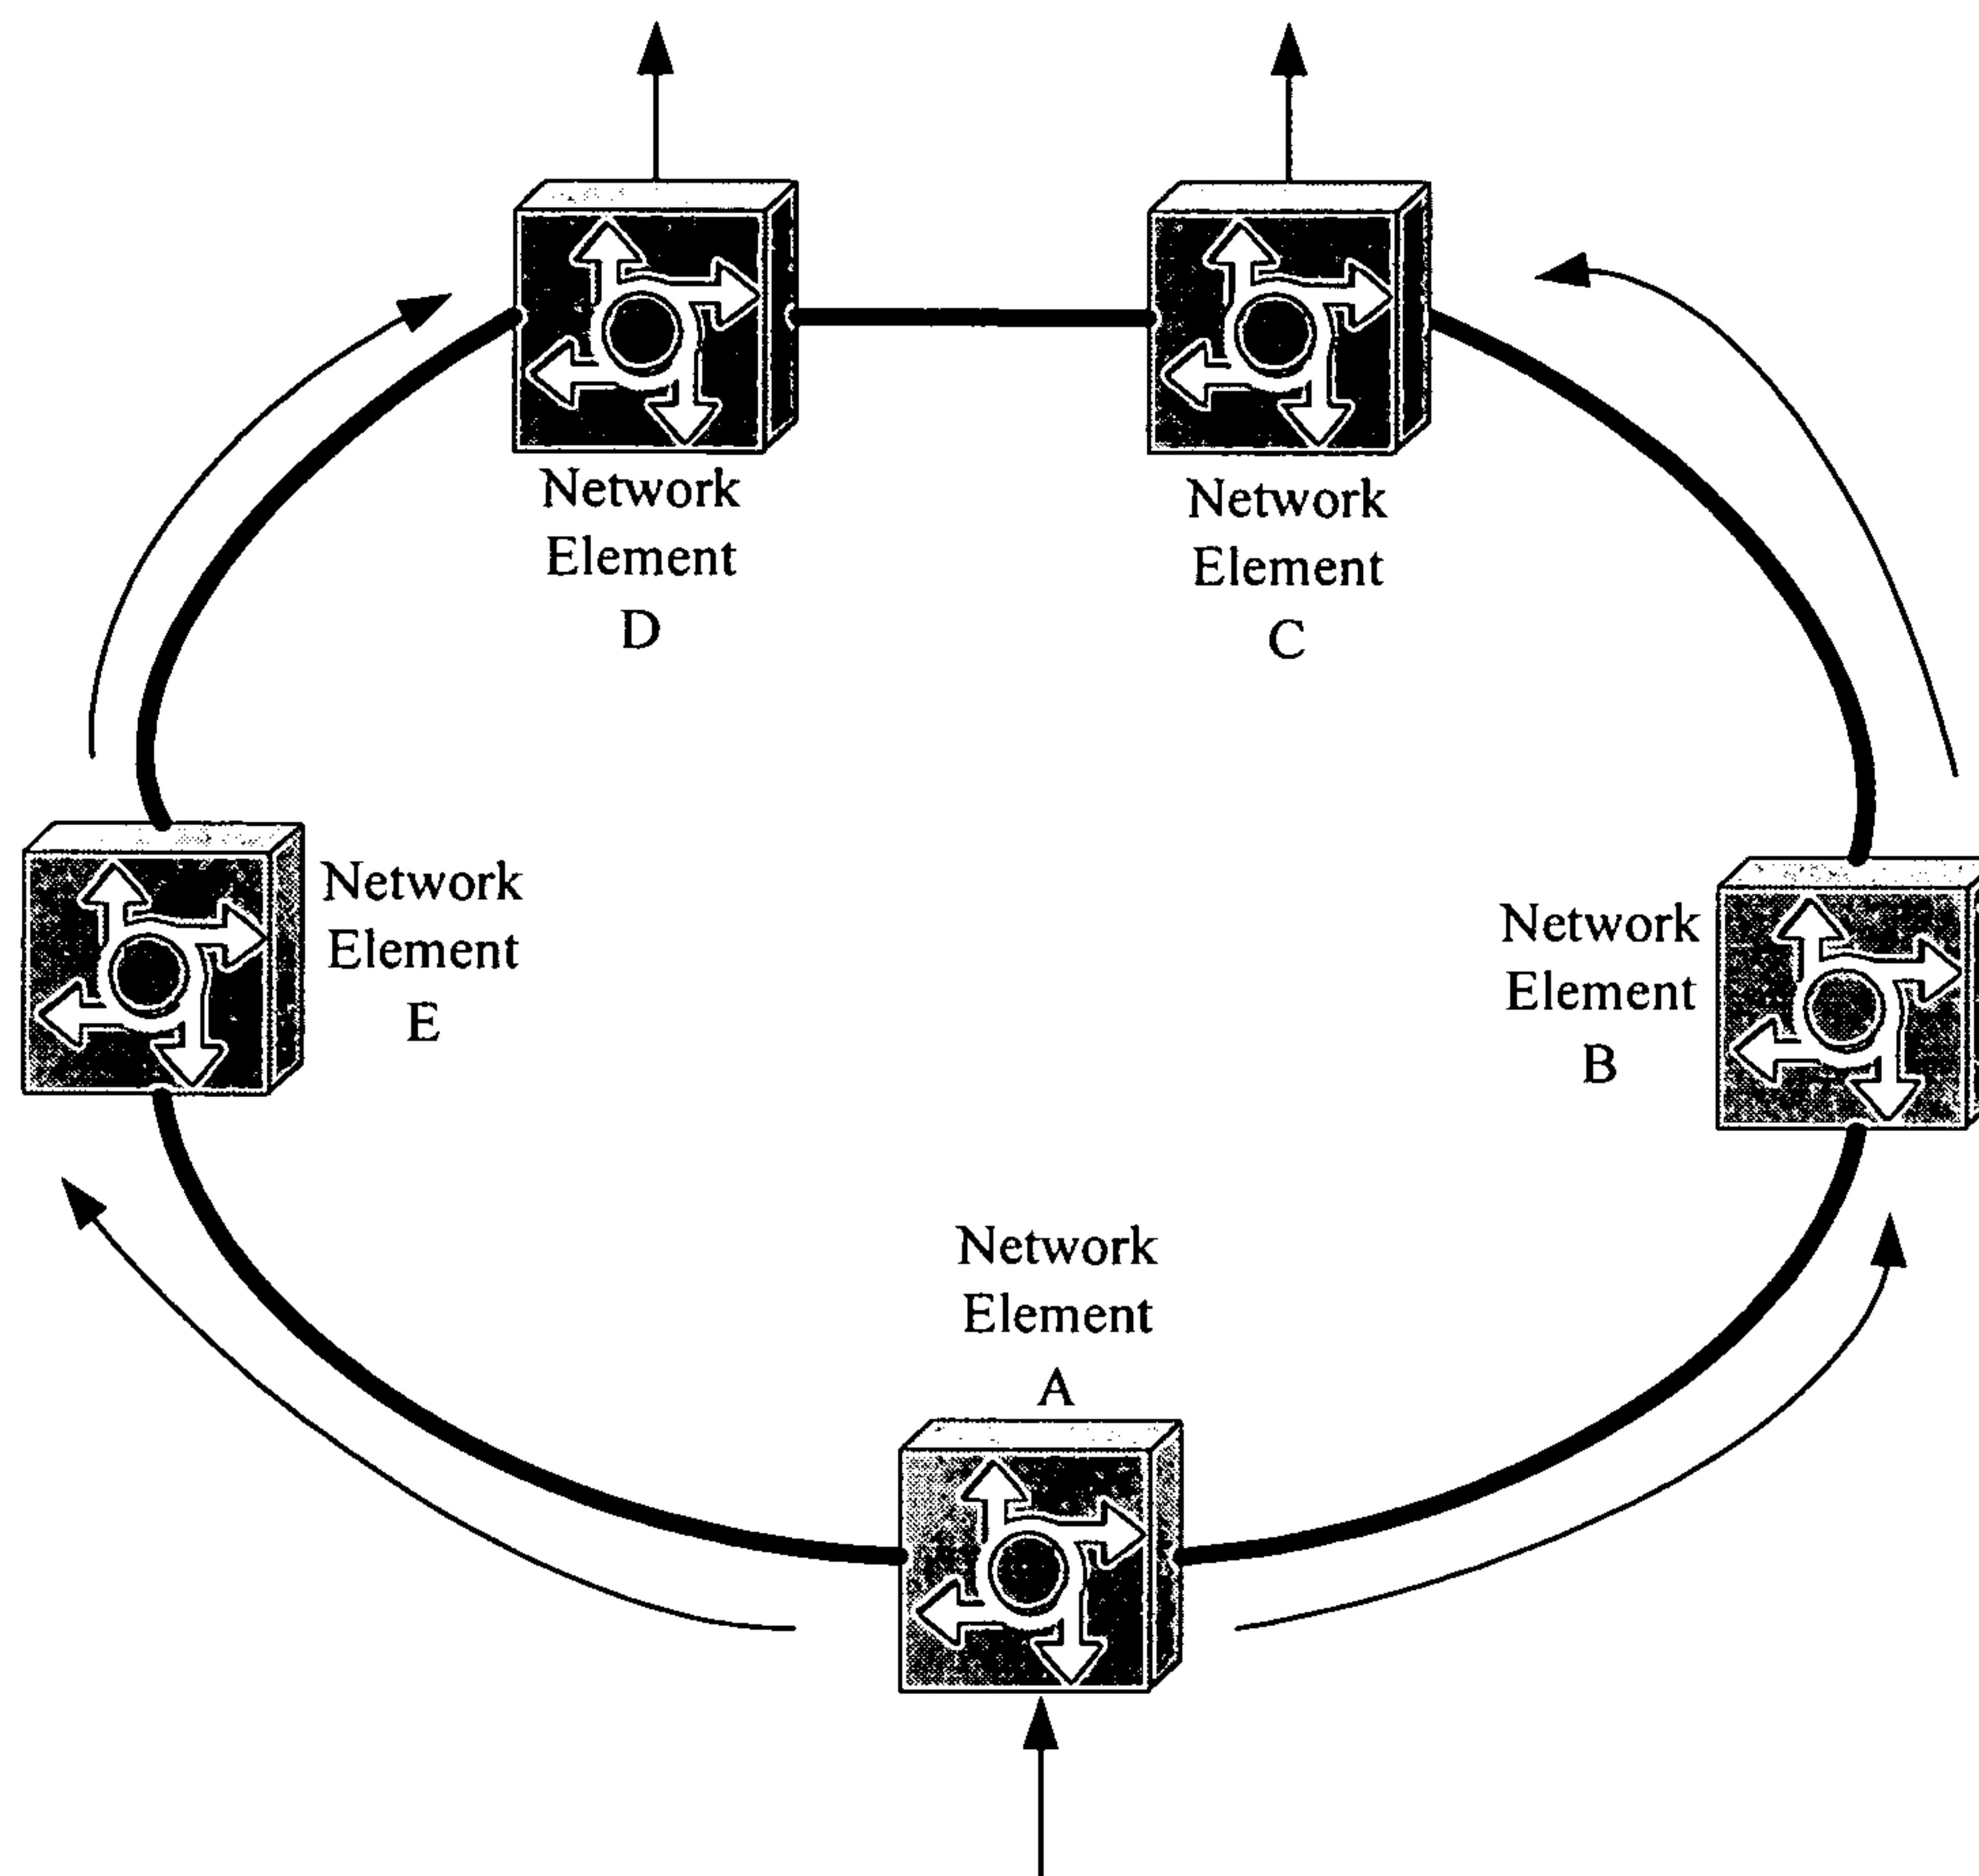 Network
Element
D
Network
Element
C
Network
Element
E
Network
Element
B
Network
Element
A